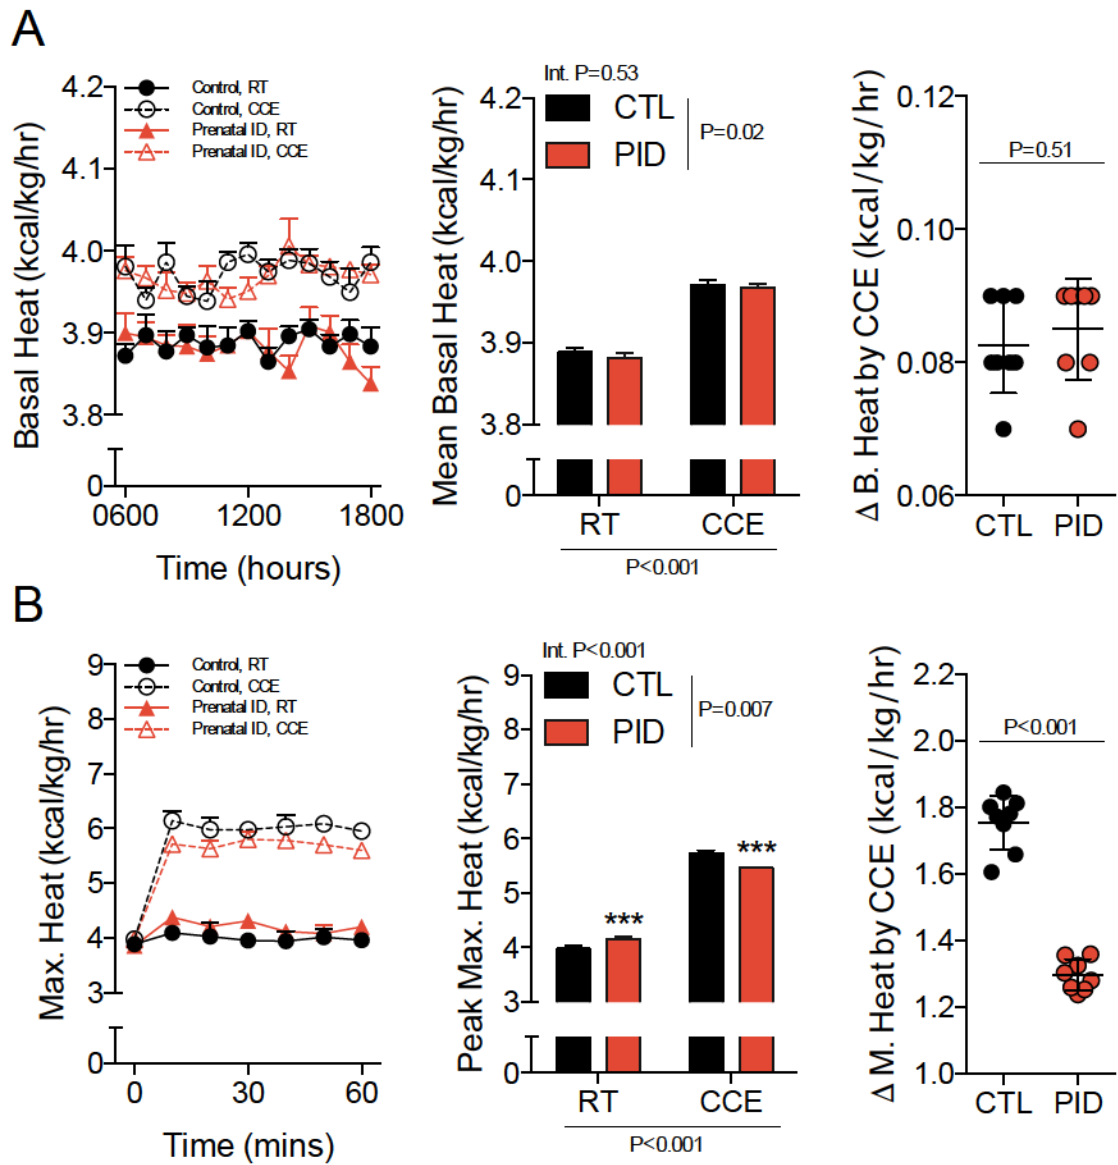 A
Basal Heat (kcal/kg/hr)
4.2
4.1
4.0
3.9
3.8
0
Control, RT
Control, CCE
Prenatal ID, RT
Prenatal ID, CCE
0600 1200 1800
Time (hours)
Mean Basal Heat (kcal/kg/hr)
Int. P=0.53
4.2
4.1
4.0
3.9
3.8
0
CTL
PID
P=0.02
RT CCE
P<0.001
Δ B. Heat by CCE (kcal/kg/hr)
0.12
0.10
0.08
0.06
P=0.51
CTL PID
B
Max. Heat (kcal/kg/hr)
9
8
7
6
5
4
3
0
Control, RT
Control, CCE
Prenatal ID, RT
Prenatal ID, CCE
0 30 60
Time (mins)
Peak Max. Heat (kcal/kg/hr)
Int. P<0.001
9
8
7
6
5
4
3
0
CTL
PID
P=0.007
***
***
RT CCE
P<0.001
Δ M. Heat by CCE (kcal/kg/hr)
2.2
2.0
1.8
1.6
1.4
1.2
1.0
P<0.001
CTL PID